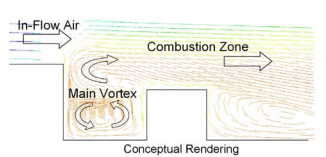 In-Flow Air
Combustion Zone
Main Vortex
Conceptual Rendering